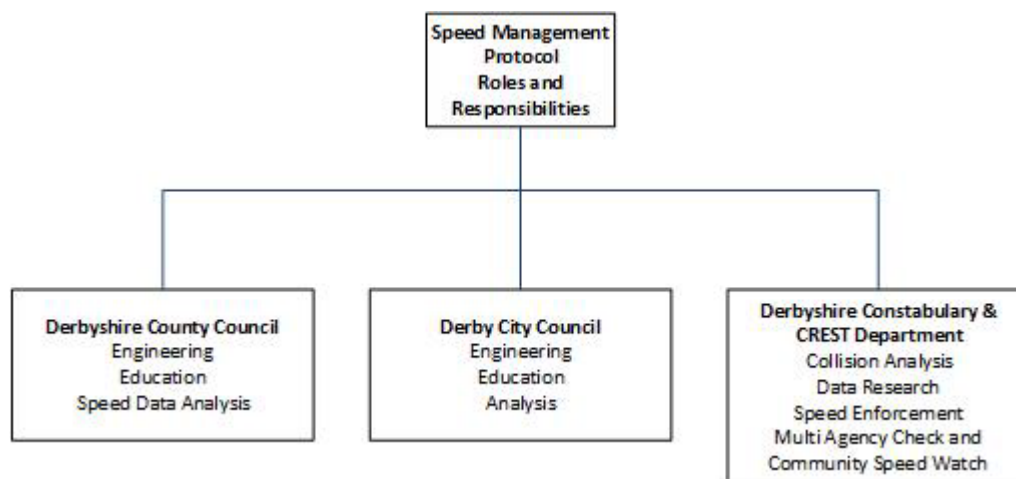 Speed Management
Protocol
Roles and
Responsibilities
Derbyshire County Council
Engineering
Education
Speed Data Analysis
Derby City Council
Engineering
Education
Analysis
Derbyshire Constabulary &
CREST Department
Collision Analysis
Data Research
Speed Enforcement
Multi Agency Check and
Community Speed Watch